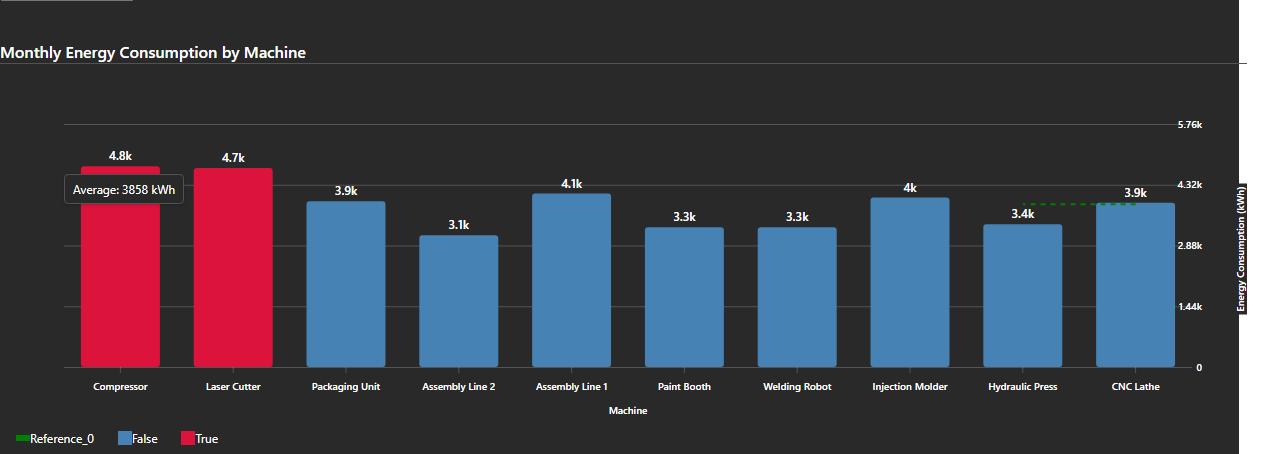 Monthly Energy Consumption by Machine
5.76k
4.8k
4.7k
4.32k
Average: 3858 kWh
3.9k
3.1k
4.1k
3.3k
3.3k
4k
3.4k
3.9k
2.88k
1.44k
0
Energy Consumption (kWh)
Compressor
Laser Cutter
Packaging Unit
Assembly Line 2
Assembly Line 1
Paint Booth
Welding Robot
Injection Molder
Hydraulic Press
CNC Lathe
Machine
Reference_0
False
True